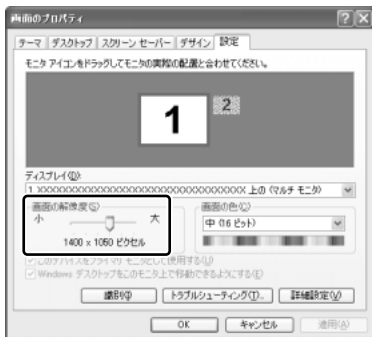 画面のプロパティ
テーマ デスクトップ スクリーン セーバー デザイン 設定
モニタ アイコンをドラッグしてモニタの実際の配置と合わせてください。
1 2
ディスプレイ(D):
1 XXXXXXXXXXXXXXXXXXXXXXXXXXXXXXX 上の (マルチ モニタ)
画面の解像度(S)
小 大
1400 x 1050 ピクセル
画面の色(C)
中 (16 ビット)
このデバイスをプライマリ モニタとして使用する(U)
Windows デスクトップをこのモニタ上で移動できるようにする(E)
識別(I) トラブルシューティング(T)... 詳細設定(V)
OK キャンセル 適用(A)